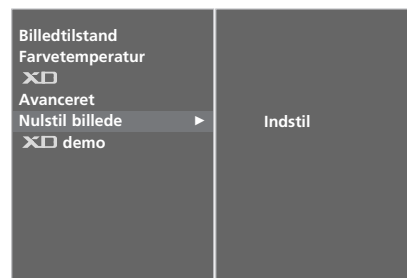 Billedtilstand
Farvetemperatur
XD
Avanceret
Nulstil billede ►
XD demo
Indstil